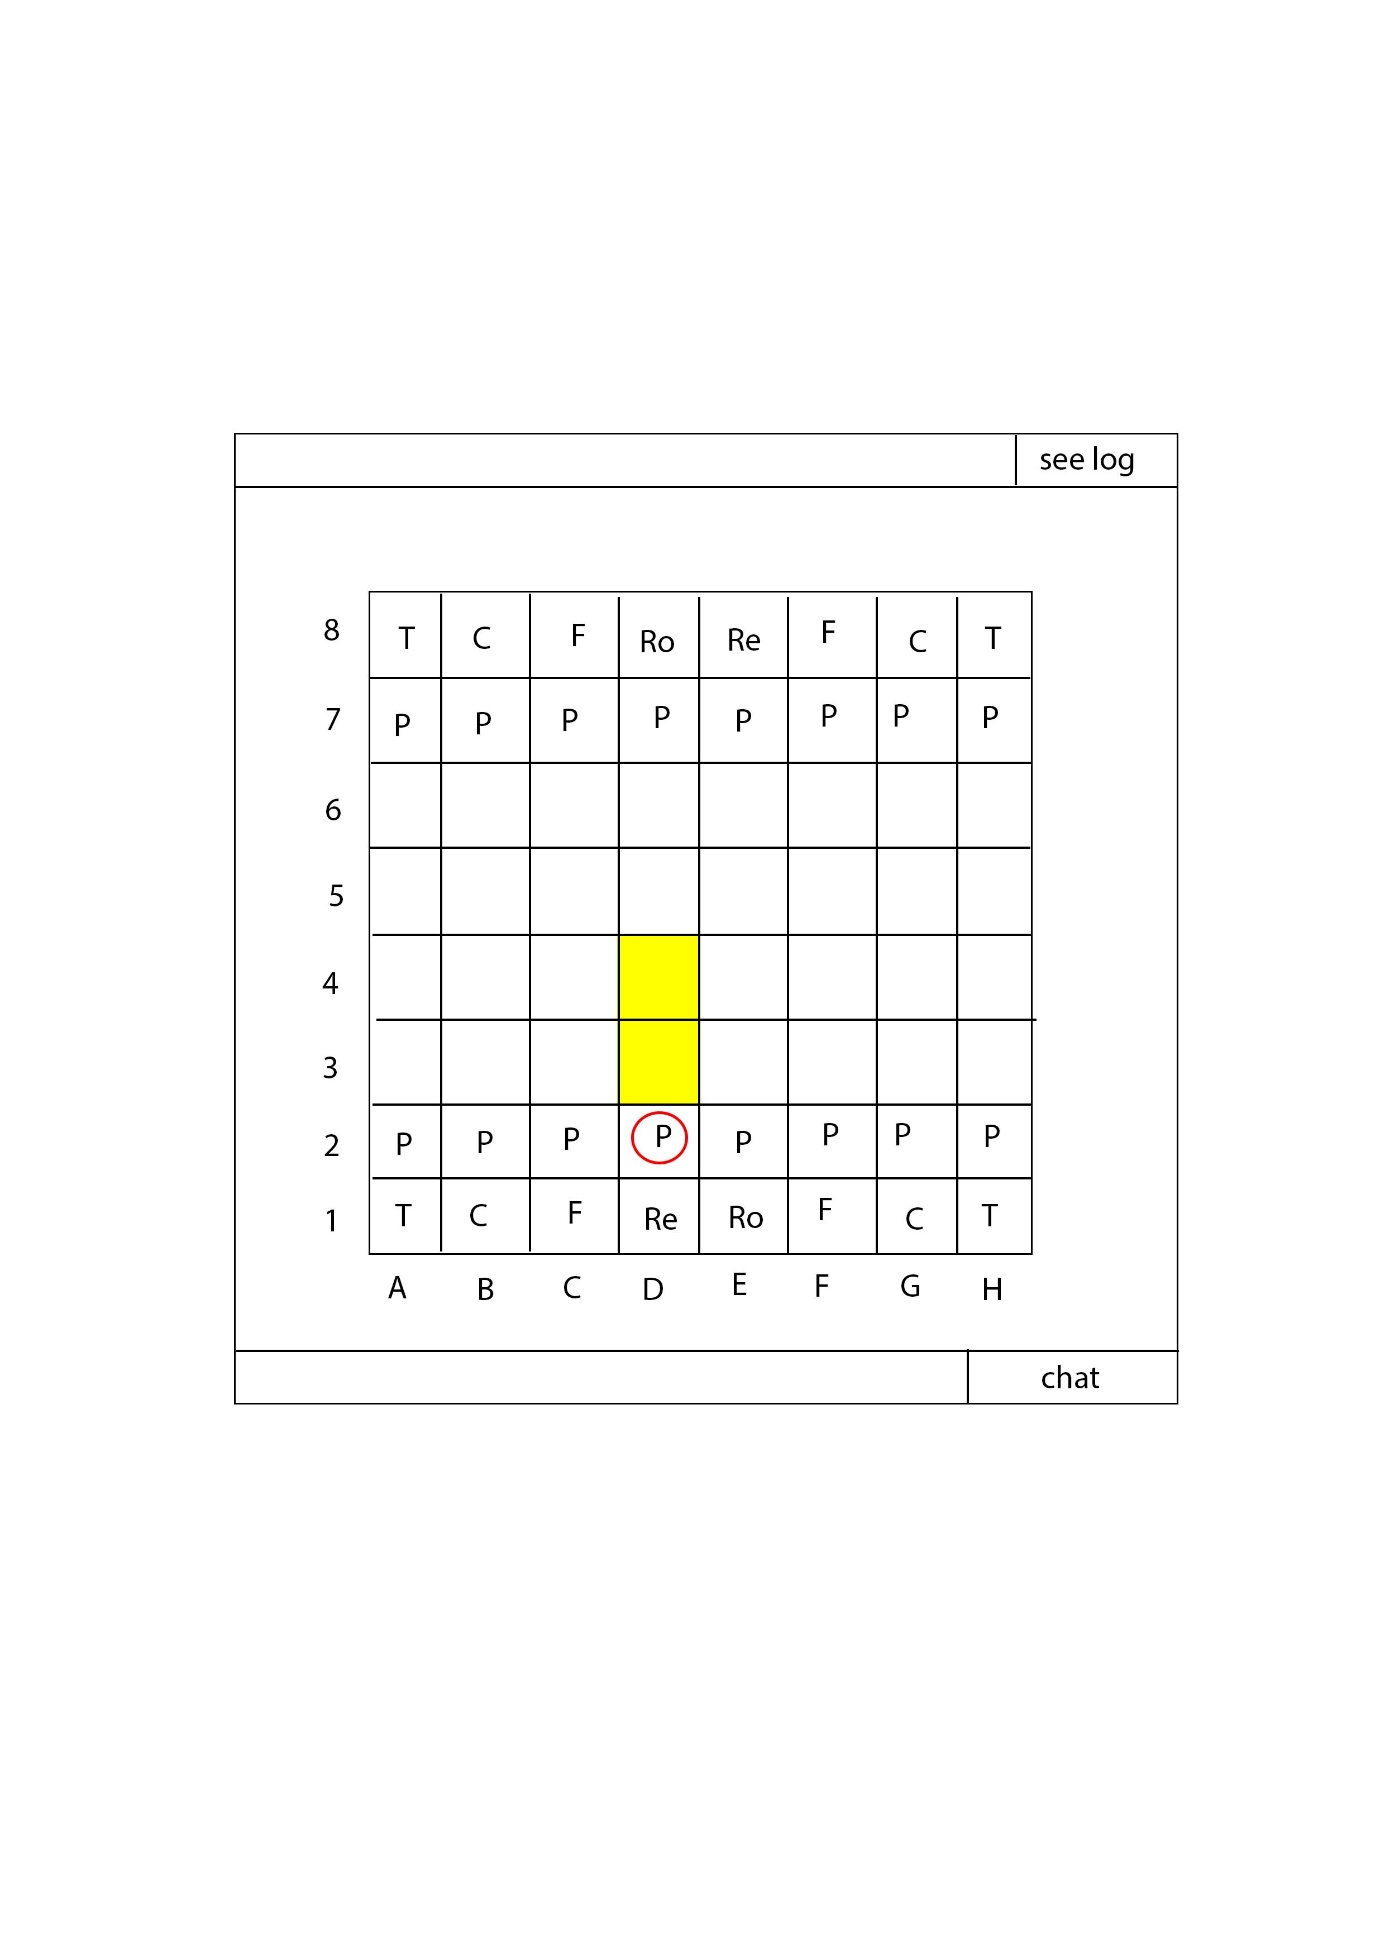 see log
8 T C F Ro Re F C T
7 P P P P P P P P
6
5
4
3
2 P P P P P P P P
1 T C F Re Ro F C T
A B C D E F G H
chat